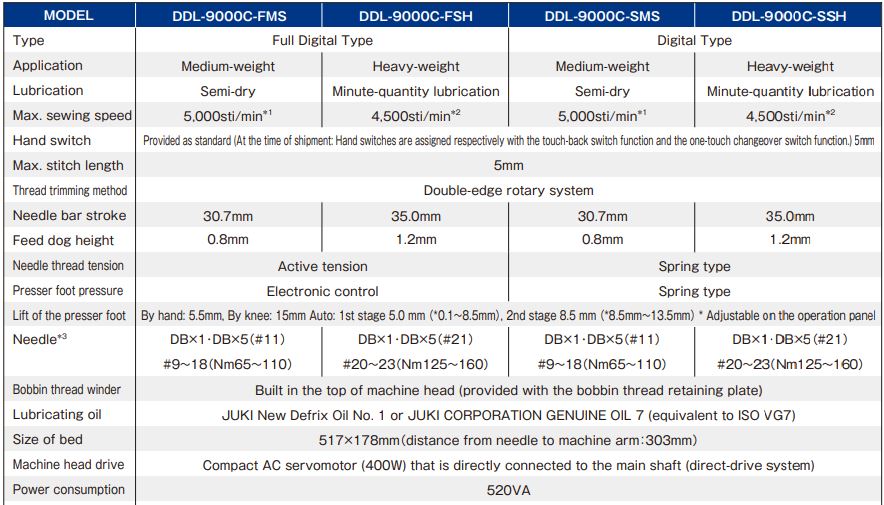 MODEL DDL-9000C-FMS DDL-9000C-FSH DDL-9000C-SMS DDL-9000C-SSH
Type Full Digital Type Digital Type
Application Medium-weight Heavy-weight Medium-weight Heavy-weight
Lubrication Semi-dry Minute-quantity lubrication Semi-dry Minute-quantity lubrication
Max. sewing speed 5,000sti/min*1 4,500sti/min*2 5,000sti/min*1 4,500sti/min*2
Hand switch Provided as standard (At the time of shipment: Hand switches are assigned respectively with the touch-back switch function and the one-touch changeover switch function.) 5mm
Max. stitch length 5mm
Thread trimming method Double-edge rotary system
Needle bar stroke 30.7mm 35.0mm 30.7mm 35.0mm
Feed dog height 0.8mm 1.2mm 0.8mm 1.2mm
Needle thread tension Active tension Spring type
Presser foot pressure Electronic control Spring type
Lift of the presser foot By hand: 5.5mm, By knee: 15mm Auto: 1st stage 5.0 mm (*0.1~8.5mm), 2nd stage 8.5 mm (*8.5mm~13.5mm) * Adjustable on the operation panel
Needle*3 DB×1·DB×5(#11) DB×1·DB×5(#21) DB×1·DB×5(#11) DB×1·DB×5(#21)
#9~18(Nm65~110) #20~23(Nm125~160) #9~18(Nm65~110) #20~23(Nm125~160)
Bobbin thread winder Built in the top of machine head (provided with the bobbin thread retaining plate)
Lubricating oil JUKI New Defrix Oil No. 1 or JUKI CORPORATION GENUINE OIL 7 (equivalent to ISO VG7)
Size of bed 517×178mm(distance from needle to machine arm:303mm)
Machine head drive Compact AC servomotor (400W) that is directly connected to the main shaft (direct-drive system)
Power consumption 520VA